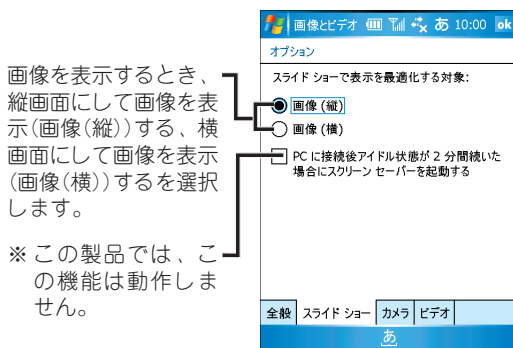 画像を表示するとき、
縦画面にして画像を表
示(画像(縦))する、横
画面にして画像を表示
(画像(横))するを選択
します。
※ この製品では、こ
の機能は動作しま
せん。
画像とビデオ あ 10:00 ok
オプション
スライド ショーで表示を最適化する対象:
画像 (縦)
画像 (横)
PC に接続後アイドル状態が 2 分間続いた
場合にスクリーン セーバーを起動する
全般 スライド ショー カメラ ビデオ
あ